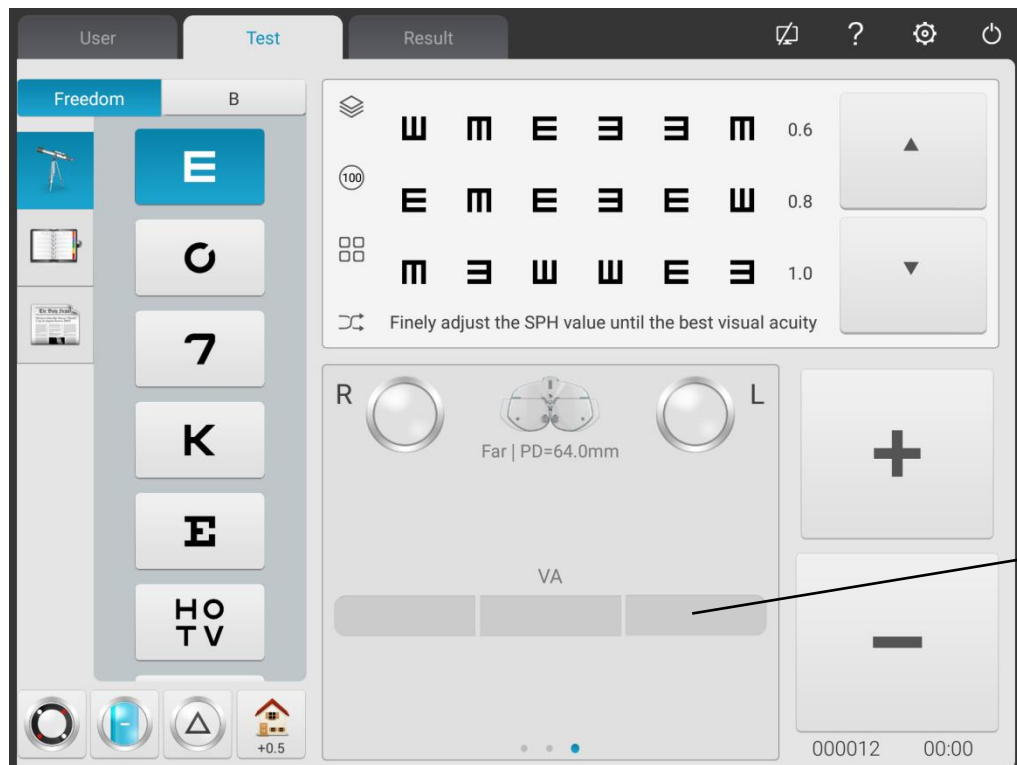 User Test Result ?
Freedom B
E
C
7
K
E
HO
TV
+0.5
100
E E E E E E 0.6
E E E E E E 0.8
E E E E E E 1.0
Finely adjust the SPH value until the best visual acuity
R L
Far | PD=64.0mm
VA
+
−
000012 00:00